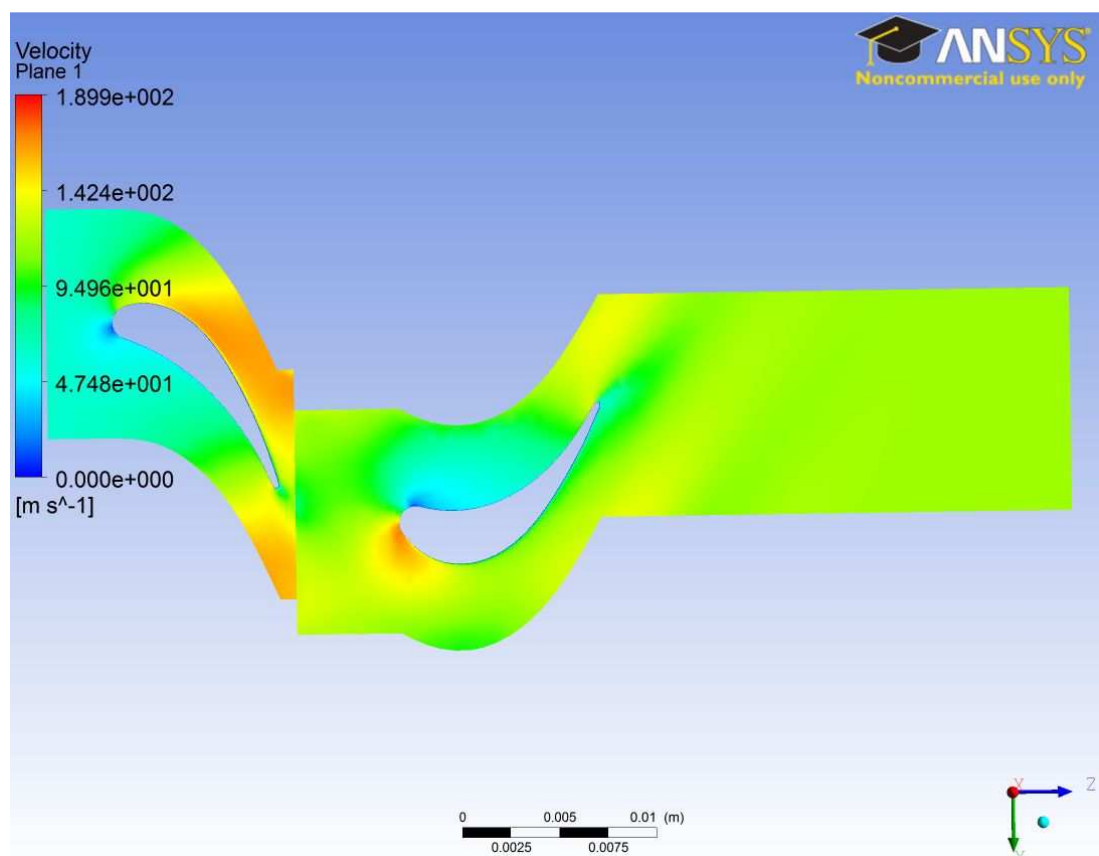 Velocity
Plane 1
1.899e+002
1.424e+002
9.496e+001
4.748e+001
0.000e+000
[m s^-1]
ANSYS
Noncommercial use only
0 0.005 0.01 (m)
0.0025 0.0075
Y
Z